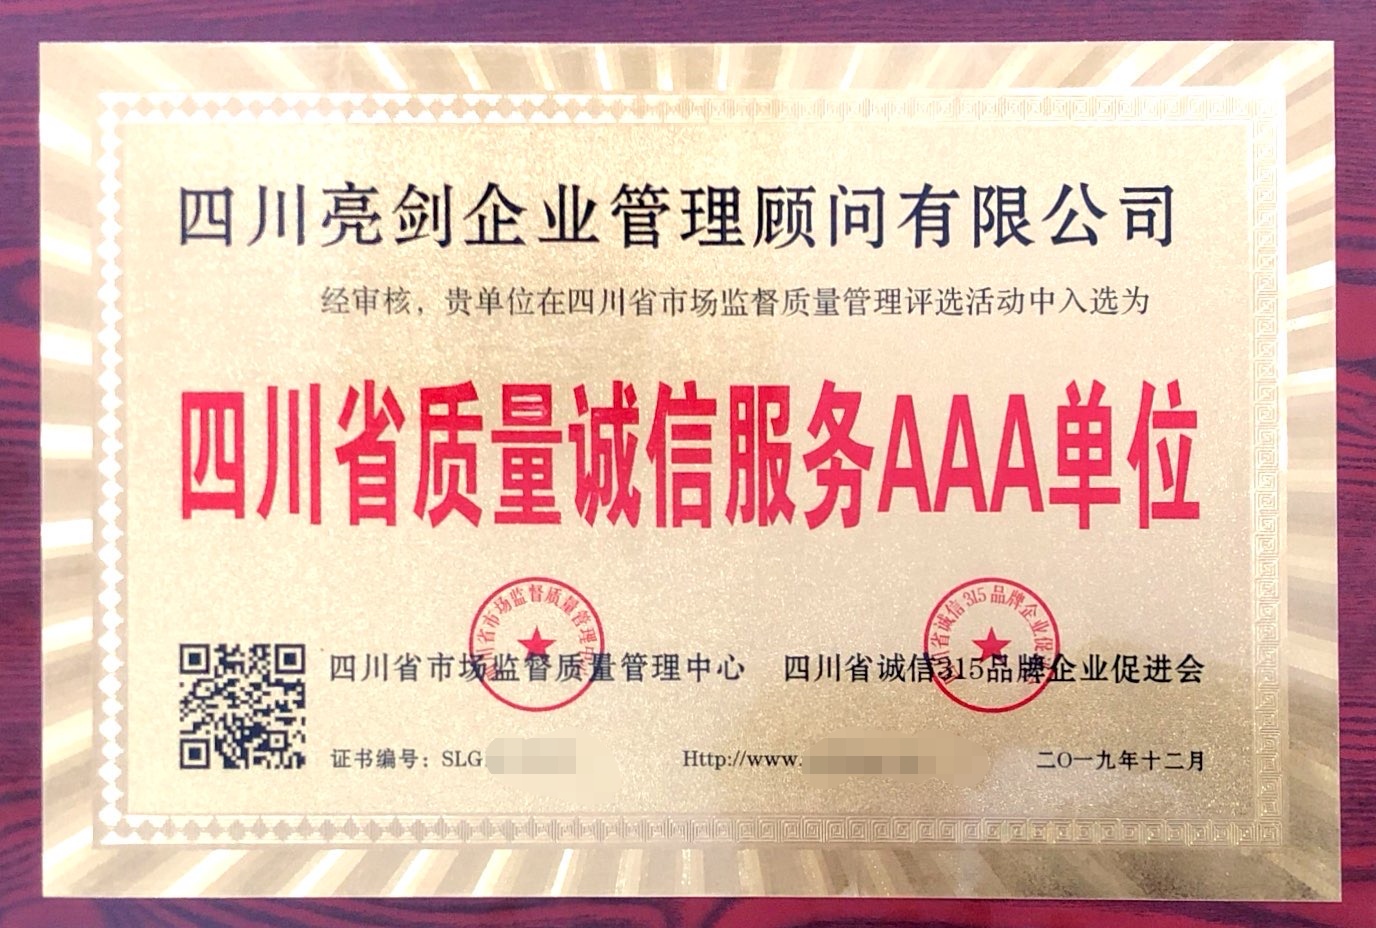 四川亮剑企业管理顾问有限公司
经审核，贵单位在四川省市场监督质量管理评选活动中入选为
四川省质量诚信服务AAA单位
四川省市场监督质量管理中心 四川省诚信315品牌企业促进会
证书编号：SLG
Http://www.
二〇一九年十二月